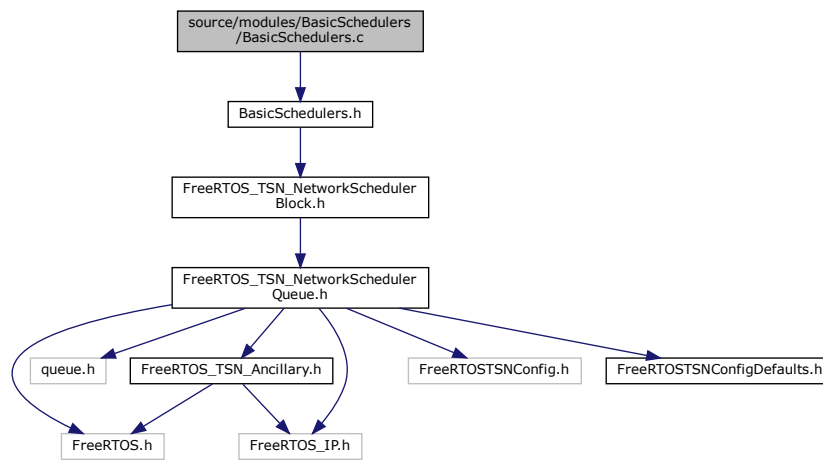 source/modules/BasicSchedulers
/BasicSchedulers.c
BasicSchedulers.h
FreeRTOS_TSN_NetworkScheduler
Block.h
FreeRTOS_TSN_NetworkScheduler
Queue.h
queue.h
FreeRTOS_TSN_Ancillary.h
FreeRTOSTSNConfig.h
FreeRTOSTSNConfigDefaults.h
FreeRTOS.h
FreeRTOS_IP.h